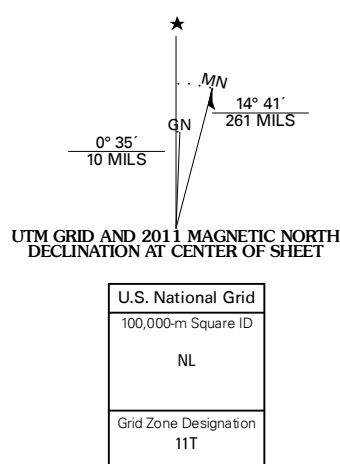 ★
MN
GN
14° 41´
261 MILS
0° 35´
10 MILS
UTM GRID AND 2011 MAGNETIC NORTH
DECLINATION AT CENTER OF SHEET
U.S. National Grid
100,000-m Square ID
NL
Grid Zone Designation
11T